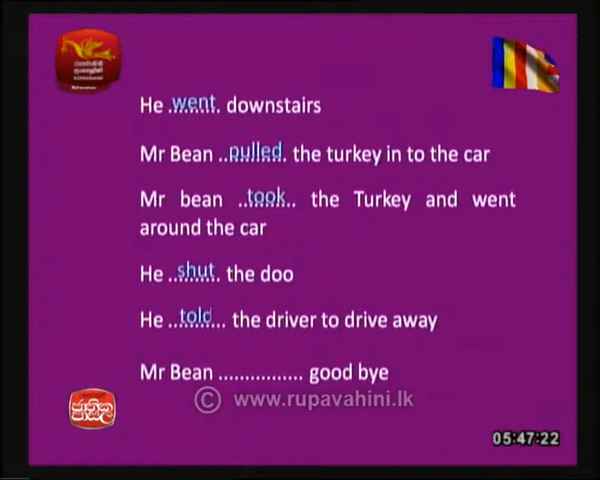 He .went. downstairs
Mr Bean ..pulled. the turkey in to the car
Mr bean ..took.. the Turkey and went
around the car
He .shut. the doo
He ..told... the driver to drive away
Mr Bean ................ good bye
© www.rupavahini.lk
ජාතික
පාසල
05:47:22